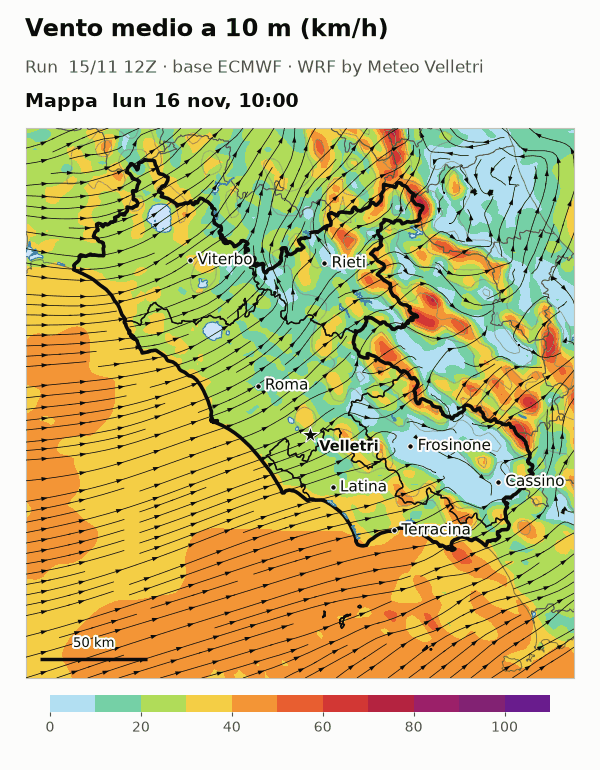 Vento medio a 10 m (km/h)
Run 15/11 12Z · base ECMWF · WRF by Meteo Velletri
Mappa lun 16 nov, 10:00
Viterbo
Rieti
Roma
Velletri
Frosinone
Latina
Cassino
Terracina
50 km
0 20 40 60 80 100